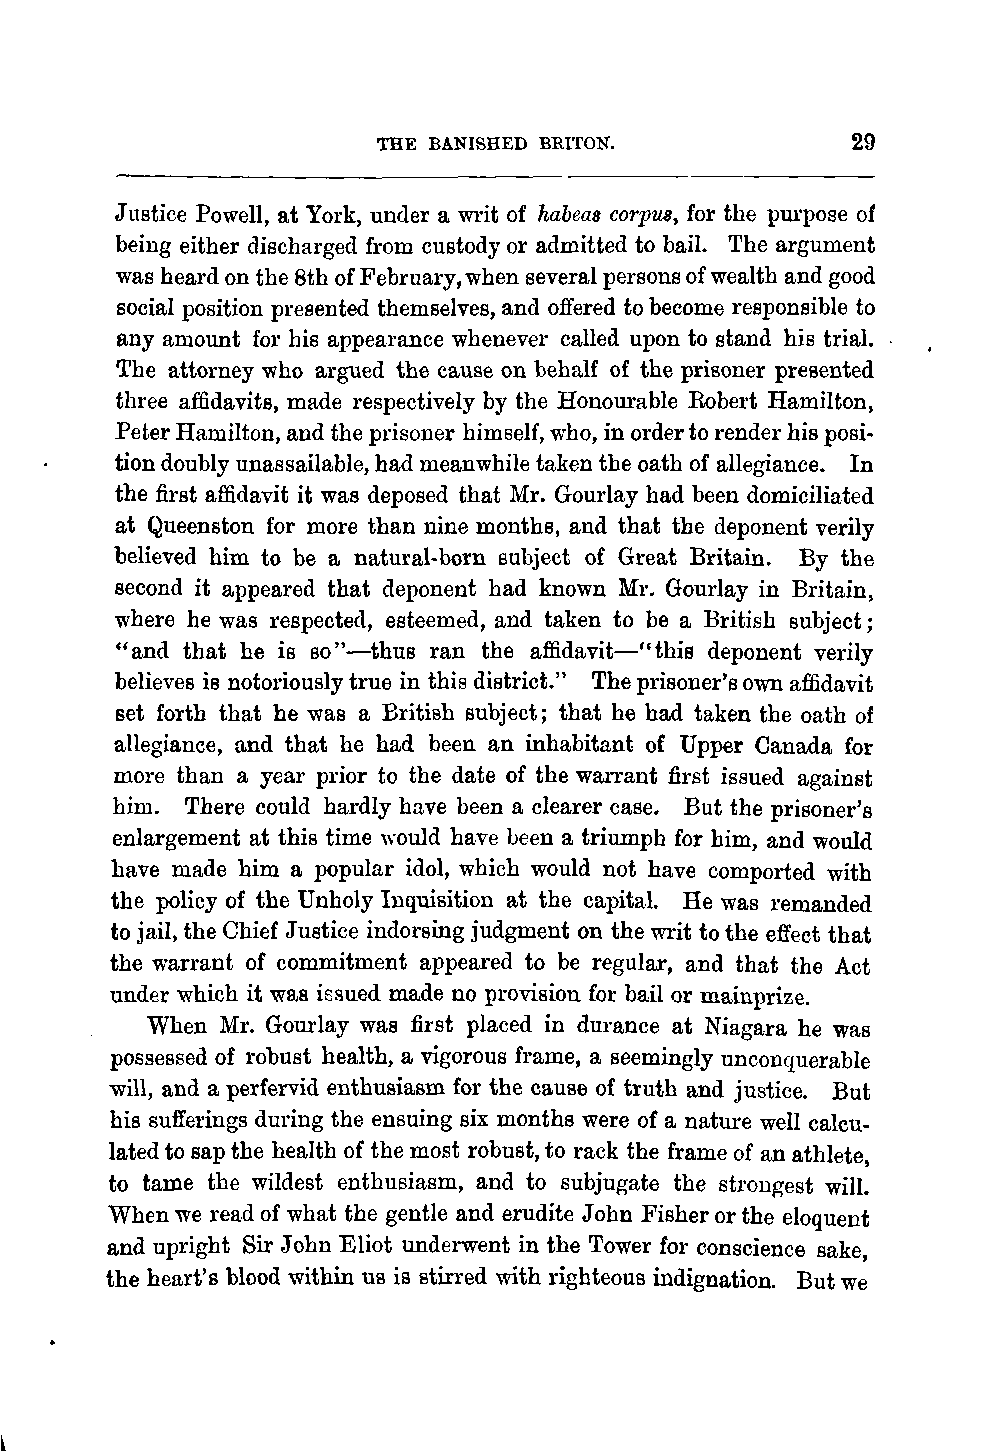 THE BANISHED BRITON. 29
Justice Powell, at York, under a writ of habeas corpus, for the purpose of
being either discharged from custody or admitted to bail. The argument
was heard on the 8th of February, when several persons of wealth and good
social position presented themselves, and offered to become responsible to
any amount for his appearance whenever called upon to stand his trial.
The attorney who argued the cause on behalf of the prisoner presented
three affidavits, made respectively by the Honourable Robert Hamilton,
Peter Hamilton, and the prisoner himself, who, in order to render his posi-
tion doubly unassailable, had meanwhile taken the oath of allegiance. In
the first affidavit it was deposed that Mr. Gourlay had been domiciliated
at Queenston for more than nine months, and that the deponent verily
believed him to be a natural-born subject of Great Britain. By the
second it appeared that deponent had known Mr. Gourlay in Britain,
where he was respected, esteemed, and taken to be a British subject;
“and that he is so”—thus ran the affidavit—“this deponent verily
believes is notoriously true in this district.” The prisoner's own affidavit
set forth that he was a British subject; that he had taken the oath of
allegiance, and that he had been an inhabitant of Upper Canada for
more than a year prior to the date of the warrant first issued against
him. There could hardly have been a clearer case. But the prisoner's
enlargement at this time would have been a triumph for him, and would
have made him a popular idol, which would not have comported with
the policy of the Unholy Inquisition at the capital. He was remanded
to jail, the Chief Justice indorsing judgment on the writ to the effect that
the warrant of commitment appeared to be regular, and that the Act
under which it was issued made no provision for bail or mainprize.
When Mr. Gourlay was first placed in durance at Niagara he was
possessed of robust health, a vigorous frame, a seemingly unconquerable
will, and a perfervid enthusiasm for the cause of truth and justice. But
his sufferings during the ensuing six months were of a nature well calcu-
lated to sap the health of the most robust, to rack the frame of an athlete,
to tame the wildest enthusiasm, and to subjugate the strongest will.
When we read of what the gentle and erudite John Fisher or the eloquent
and upright Sir John Eliot underwent in the Tower for conscience sake,
the heart's blood within us is stirred with righteous indignation. But we